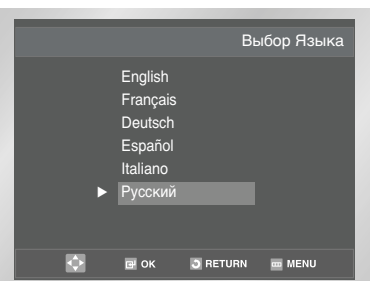 Выбор Языка
English
Français
Deutsch
Español
Italiano
Русский
OK RETURN MENU